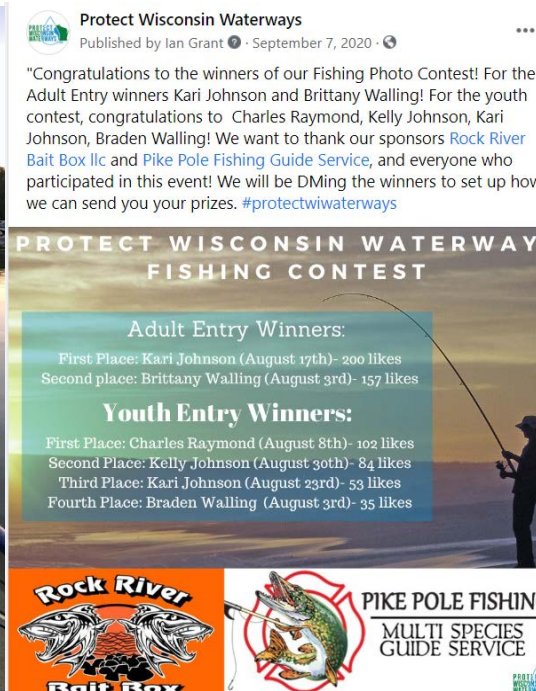 Protect Wisconsin Waterways
Published by Ian Grant · September 7, 2020 ·
"Congratulations to the winners of our Fishing Photo Contest! For the
Adult Entry winners Kari Johnson and Brittany Walling! For the youth
contest, congratulations to Charles Raymond, Kelly Johnson, Kari
Johnson, Braden Walling! We want to thank our sponsors Rock River
Bait Box llc and Pike Pole Fishing Guide Service, and everyone who
participated in this event! We will be DMing the winners to set up how
we can send you your prizes. #protectwiwaterways
PROTECT WISCONSIN WATERWAY
FISHING CONTEST
Adult Entry Winners:
First Place: Kari Johnson (August 17th)- 200 likes
Second place: Brittany Walling (August 3rd)- 157 likes
Youth Entry Winners:
First Place: Charles Raymond (August 8th)- 102 likes
Second Place: Kelly Johnson (August 30th)- 84 likes
Third Place: Kari Johnson (August 23rd)- 53 likes
Fourth Place: Braden Walling (August 3rd)- 35 likes
Rock River
Bait Box
PIKE POLE FISHIN
MULTI SPECIES
GUIDE SERVICE